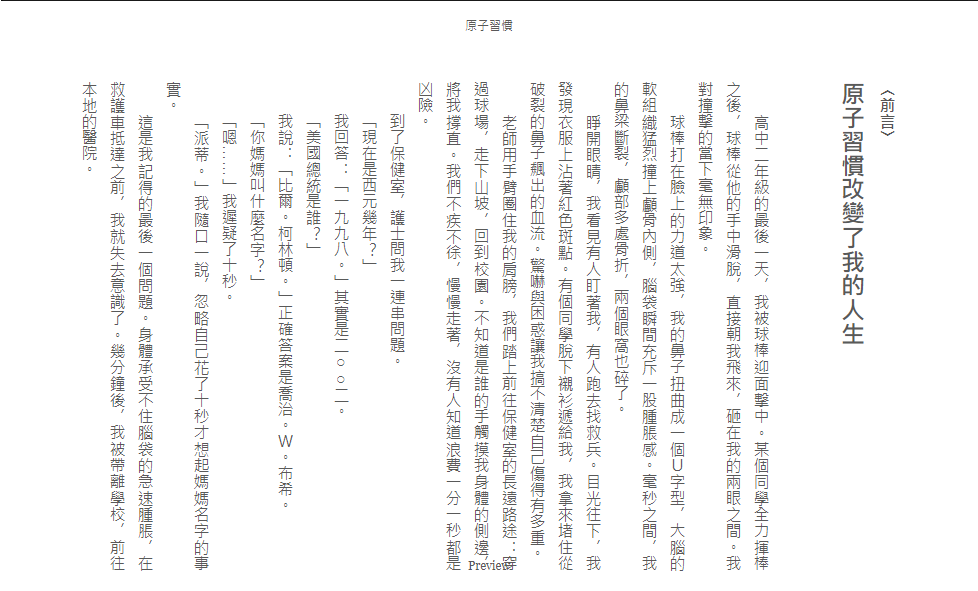 原子習慣
〈前言〉
原子習慣改變了我的人生
高中二年級的最後一天，我被球棒迎面擊中。某個同學全力揮棒
之後，球棒從他的手中滑脫，直接朝我飛來，砸在我的兩眼之間。我
對撞擊的當下毫無印象。
球棒打在臉上的力道太強，我的鼻子扭曲成一個Ｕ字型，大腦的
軟組織猛烈撞上顱骨內側，腦袋瞬間充斥一股腫脹感。毫秒之間，我
的鼻梁斷裂，顱部多處骨折，兩個眼窩也碎了。
睜開眼睛，我看見有人盯著我，有人跑去找救兵。目光往下，我
發現衣服上沾著紅色斑點。有個同學脫下襯衫遞給我，我拿來堵住從
破裂的鼻子飆出的血流。驚嚇與困惑讓我搞不清楚自己傷得有多重。
老師用手臂圈住我的肩膀，我們踏上前往保健室的長遠路途：穿
過球場，走下山坡，回到校園。不知道是誰的手觸摸我身體的側邊，
將我撐直。我們不疾不徐，慢慢走著，沒有人知道浪費一分一秒都是
凶險。
到了保健室，護士問我一連串問題。
「現在是西元幾年？」
我回答：「一九九八。」其實是二○○二。
「美國總統是誰？」
我說：「比爾。柯林頓。」正確答案是喬治。Ｗ。布希。
「你媽媽叫什麼名字？」
「嗯……」我遲疑了十秒。
「派蒂。」我隨口一說，忽略自己花了十秒才想起媽媽名字的事
實。
這是我記得的最後一個問題。身體承受不住腦袋的急速腫脹，在
救護車抵達之前，我就失去意識了。幾分鐘後，我被帶離學校，前往
本地的醫院。
Preview